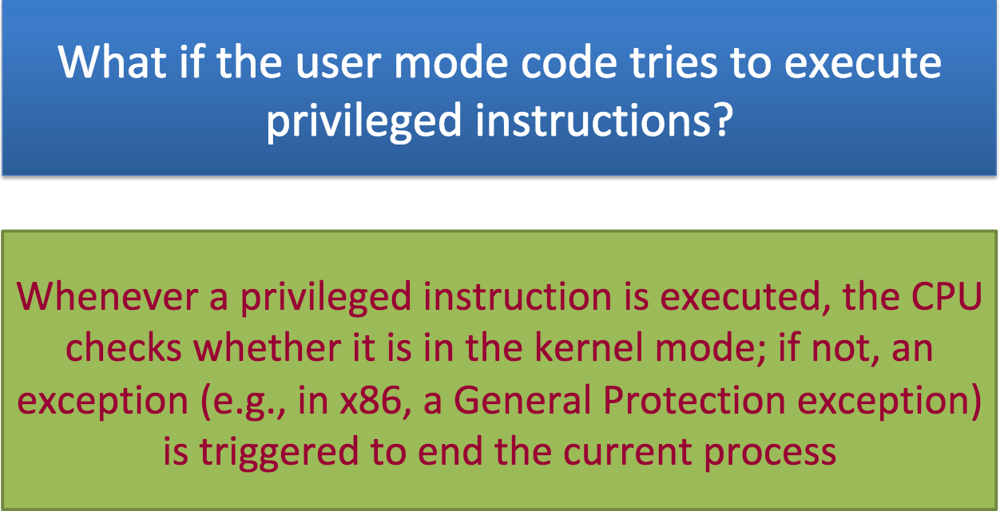 What if the user mode code tries to execute
privileged instructions?
Whenever a privileged instruction is executed, the CPU
checks whether it is in the kernel mode; if not, an
exception (e.g., in x86, a General Protection exception)
is triggered to end the current process